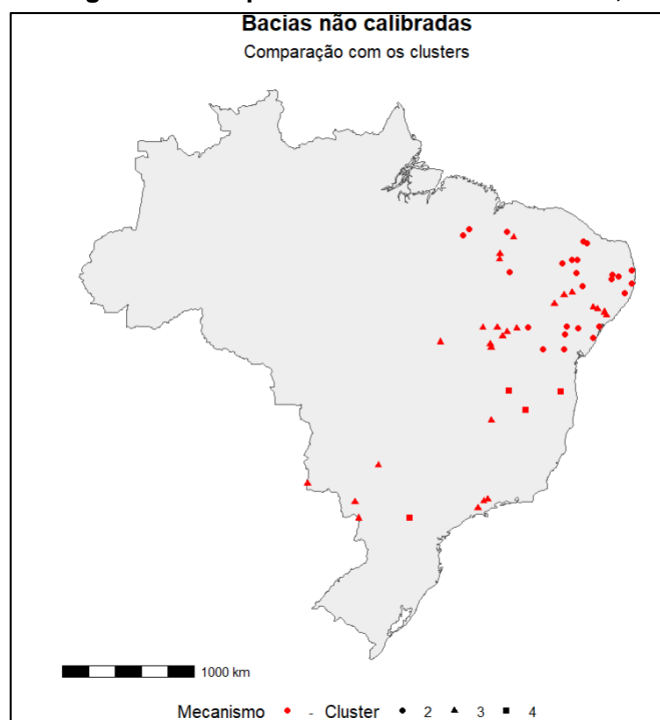 Bacias não calibradas
Comparação com os clusters
1000 km
Mecanismo - Cluster 2 3 4